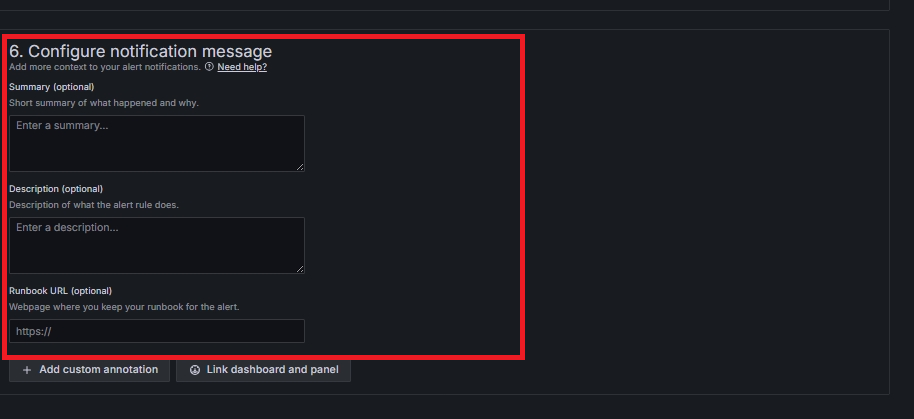 6. Configure notification message
Add more context to your alert notifications. Need help?
Summary (optional)
Short summary of what happened and why.
Enter a summary...
Description (optional)
Description of what the alert rule does.
Enter a description...
Runbook URL (optional)
Webpage where you keep your runbook for the alert.
https://
Add custom annotation Link dashboard and panel